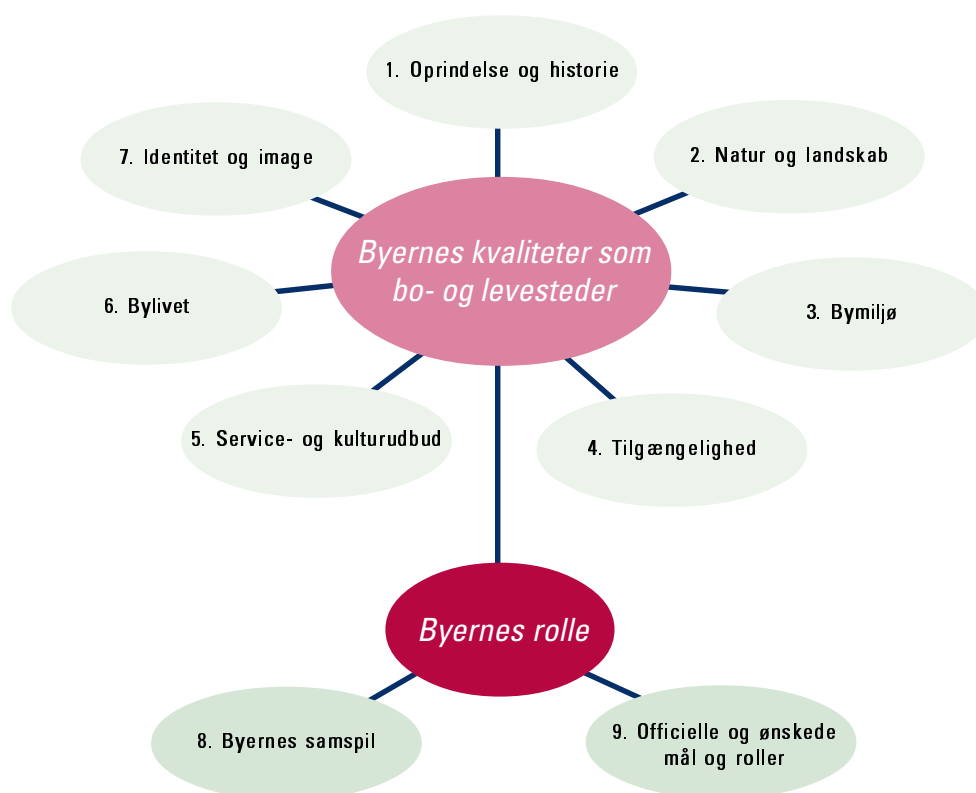 1. Oprindelse og historie
7. Identitet og image
2. Natur og landskab
Byernes kvaliteter som
bo- og levesteder
6. Bylivet
3. Bymiljø
5. Service- og kulturudbud
4. Tilgængelighed
Byernes rolle
8. Byernes samspil
9. Officielle og ønskede
mål og roller